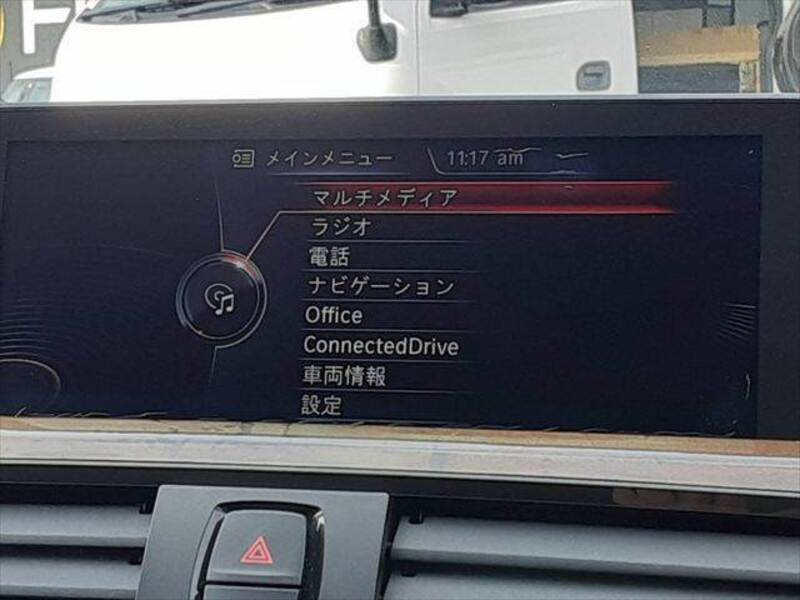 メインメニュー 11:17 am
マルチメディア
ラジオ
電話
ナビゲーション
Office
ConnectedDrive
車両情報
設定